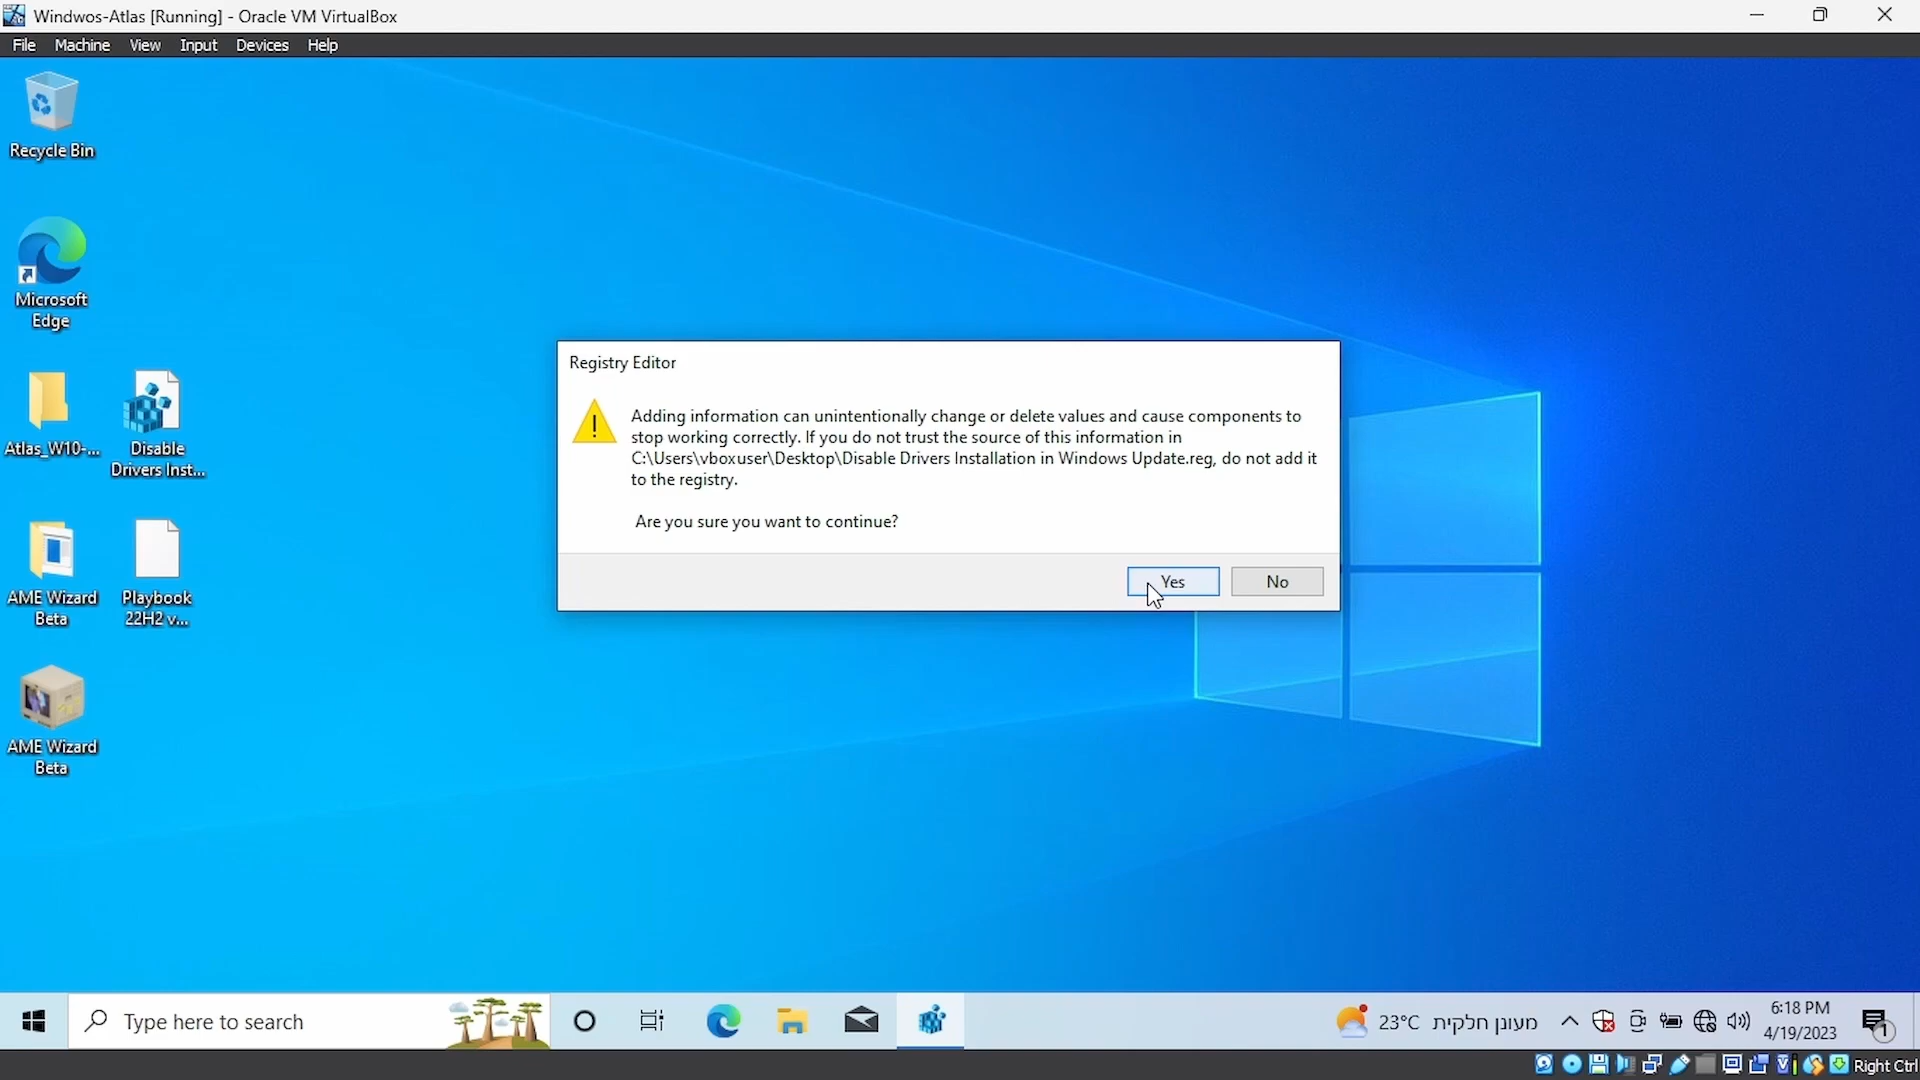 Windwos-Atlas [Running] - Oracle VM VirtualBox
File Machine View Input Devices Help
Recycle Bin
Microsoft
Edge
Atlas_W10-...
Disable
Drivers Inst...
AME Wizard
Beta
Playbook
22H2 v...
AME Wizard
Beta
Registry Editor
Adding information can unintentionally change or delete values and cause components to
stop working correctly. If you do not trust the source of this information in
C:\Users\vboxuser\Desktop\Disable Drivers Installation in Windows Update.reg, do not add it
to the registry.
Are you sure you want to continue?
Yes No
Type here to search
23°C מעונן חלקית
6:18 PM
4/19/2023
1
Right Ctrl